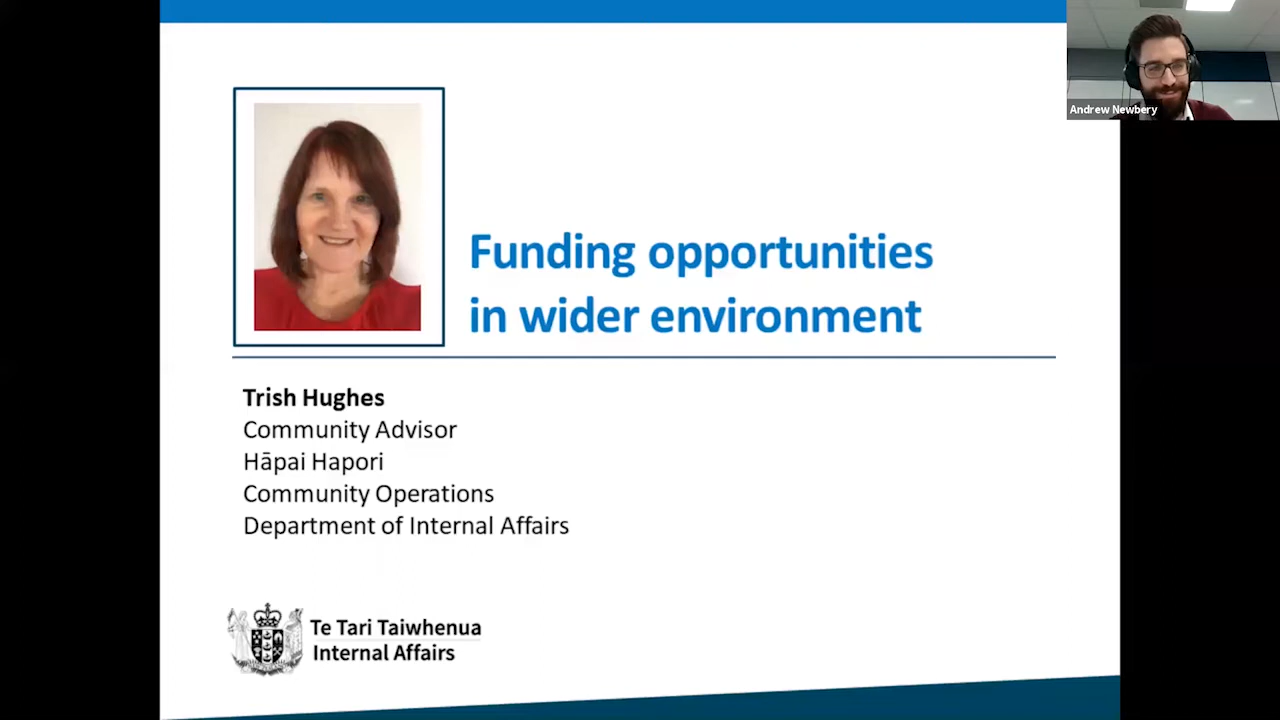 Andrew Newbery
Funding opportunities
in wider environment
Trish Hughes
Community Advisor
Hāpai Hapori
Community Operations
Department of Internal Affairs
Te Tari Taiwhenua
Internal Affairs